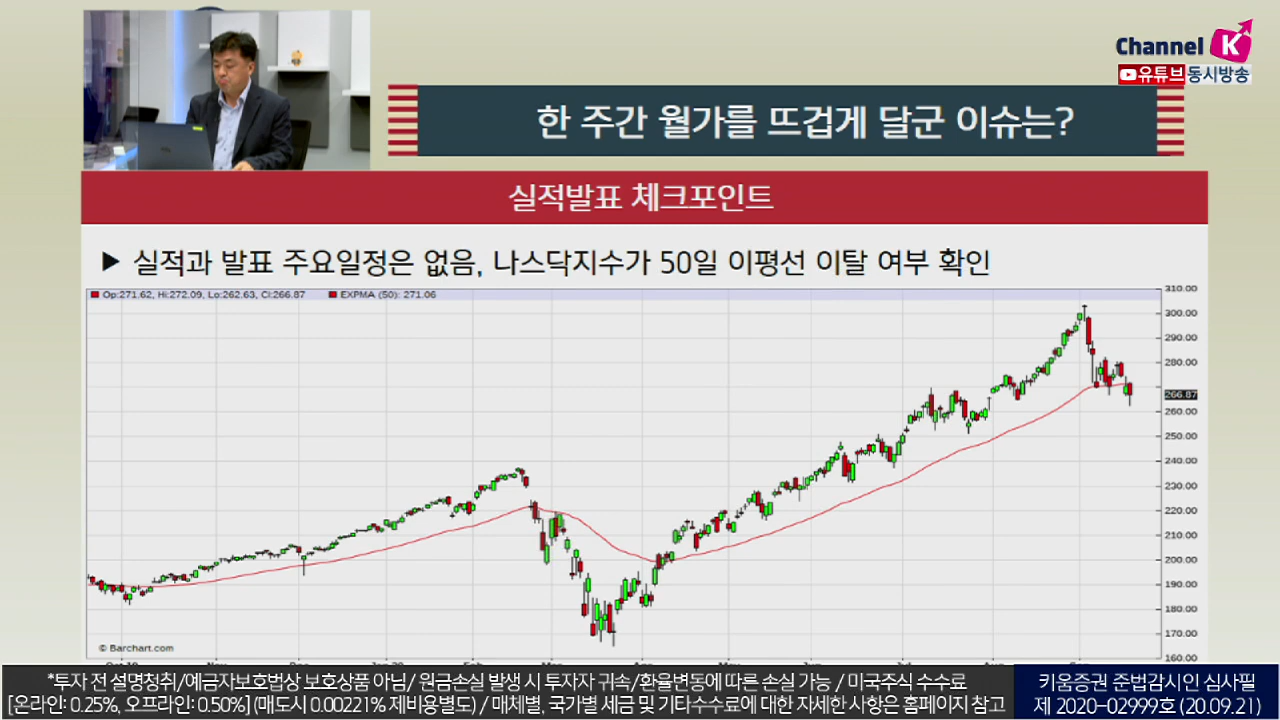 Channel K
유튜브동시방송
한 주간 월가를 뜨겁게 달군 이슈는?
실적발표 체크포인트
▶ 실적과 발표 주요일정은 없음, 나스닥지수가 50일 이평선 이탈 여부 확인
Op:271.62, Hi:272.09, Lo:262.63, Cl:266.87 EXPMA (50): 271.06
310.00
300.00
290.00
280.00
266.87
260.00
250.00
240.00
230.00
220.00
210.00
200.00
190.00
180.00
170.00
160.00
© Barchart.com
*투자 전 설명청취/예금자보호법상 보호상품 아님/ 원금손실 발생 시 투자자 귀속/환율변동에 따른 손실 가능 / 미국주식 수수료
[온라인: 0.25%, 오프라인: 0.50%] (매도시 0.00221% 제비용별도) / 매체별, 국가별 세금 및 기타수수료에 대한 자세한 사항은 홈페이지 참고
키움증권 준법감시인 심사필
제 2020-02999호 (20.09.21)